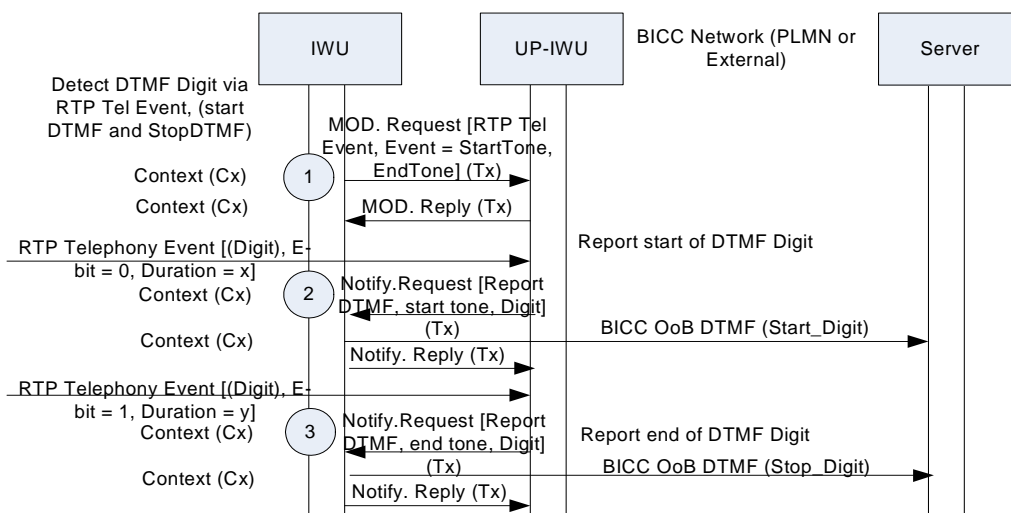 IWU
UP-IWU
BICC Network (PLMN or
External)
Server
Detect DTMF Digit via
RTP Tel Event, (start
DTMF and StopDTMF)
MOD. Request [RTP Tel
Event, Event = StartTone,
EndTone] (Tx)
Context (Cx)
1
Context (Cx)
MOD. Reply (Tx)
RTP Telephony Event [(Digit), E-
bit = 0, Duration = x]
Report start of DTMF Digit
Context (Cx)
2
Notify.Request [Report
DTMF, start tone, Digit]
(Tx)
Context (Cx)
BICC OoB DTMF (Start_Digit)
Notify. Reply (Tx)
RTP Telephony Event [(Digit), E-
bit = 1, Duration = y]
Context (Cx)
3
Notify.Request [Report
DTMF, end tone, Digit]
(Tx)
Report end of DTMF Digit
Context (Cx)
BICC OoB DTMF (Stop_Digit)
Notify. Reply (Tx)